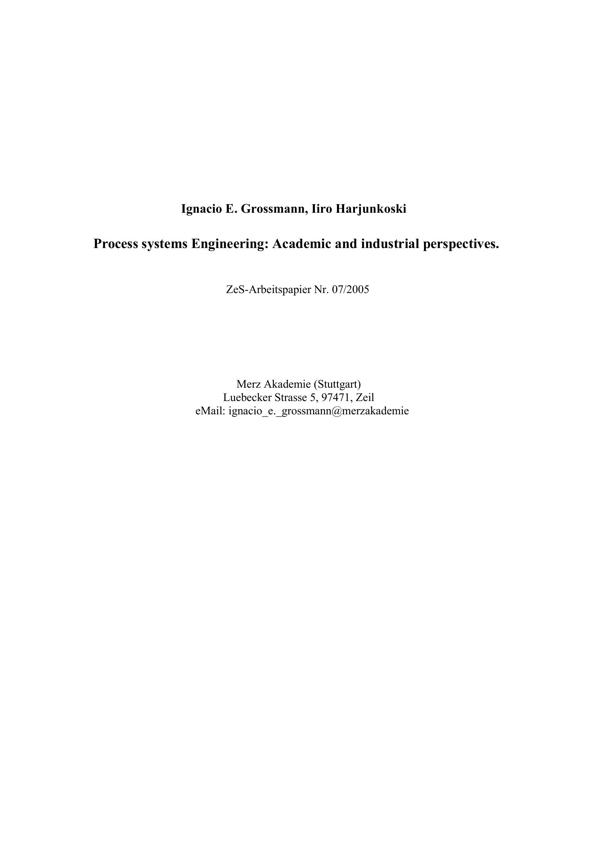 Ignacio E. Grossmann, Iiro Harjunkoski
Process systems Engineering: Academic and industrial perspectives.
ZeS-Arbeitspapier Nr. 07/2005
Merz Akademie (Stuttgart)
Luebecker Strasse 5, 97471, Zeil
eMail: ignacio_e._grossmann@merzakademie